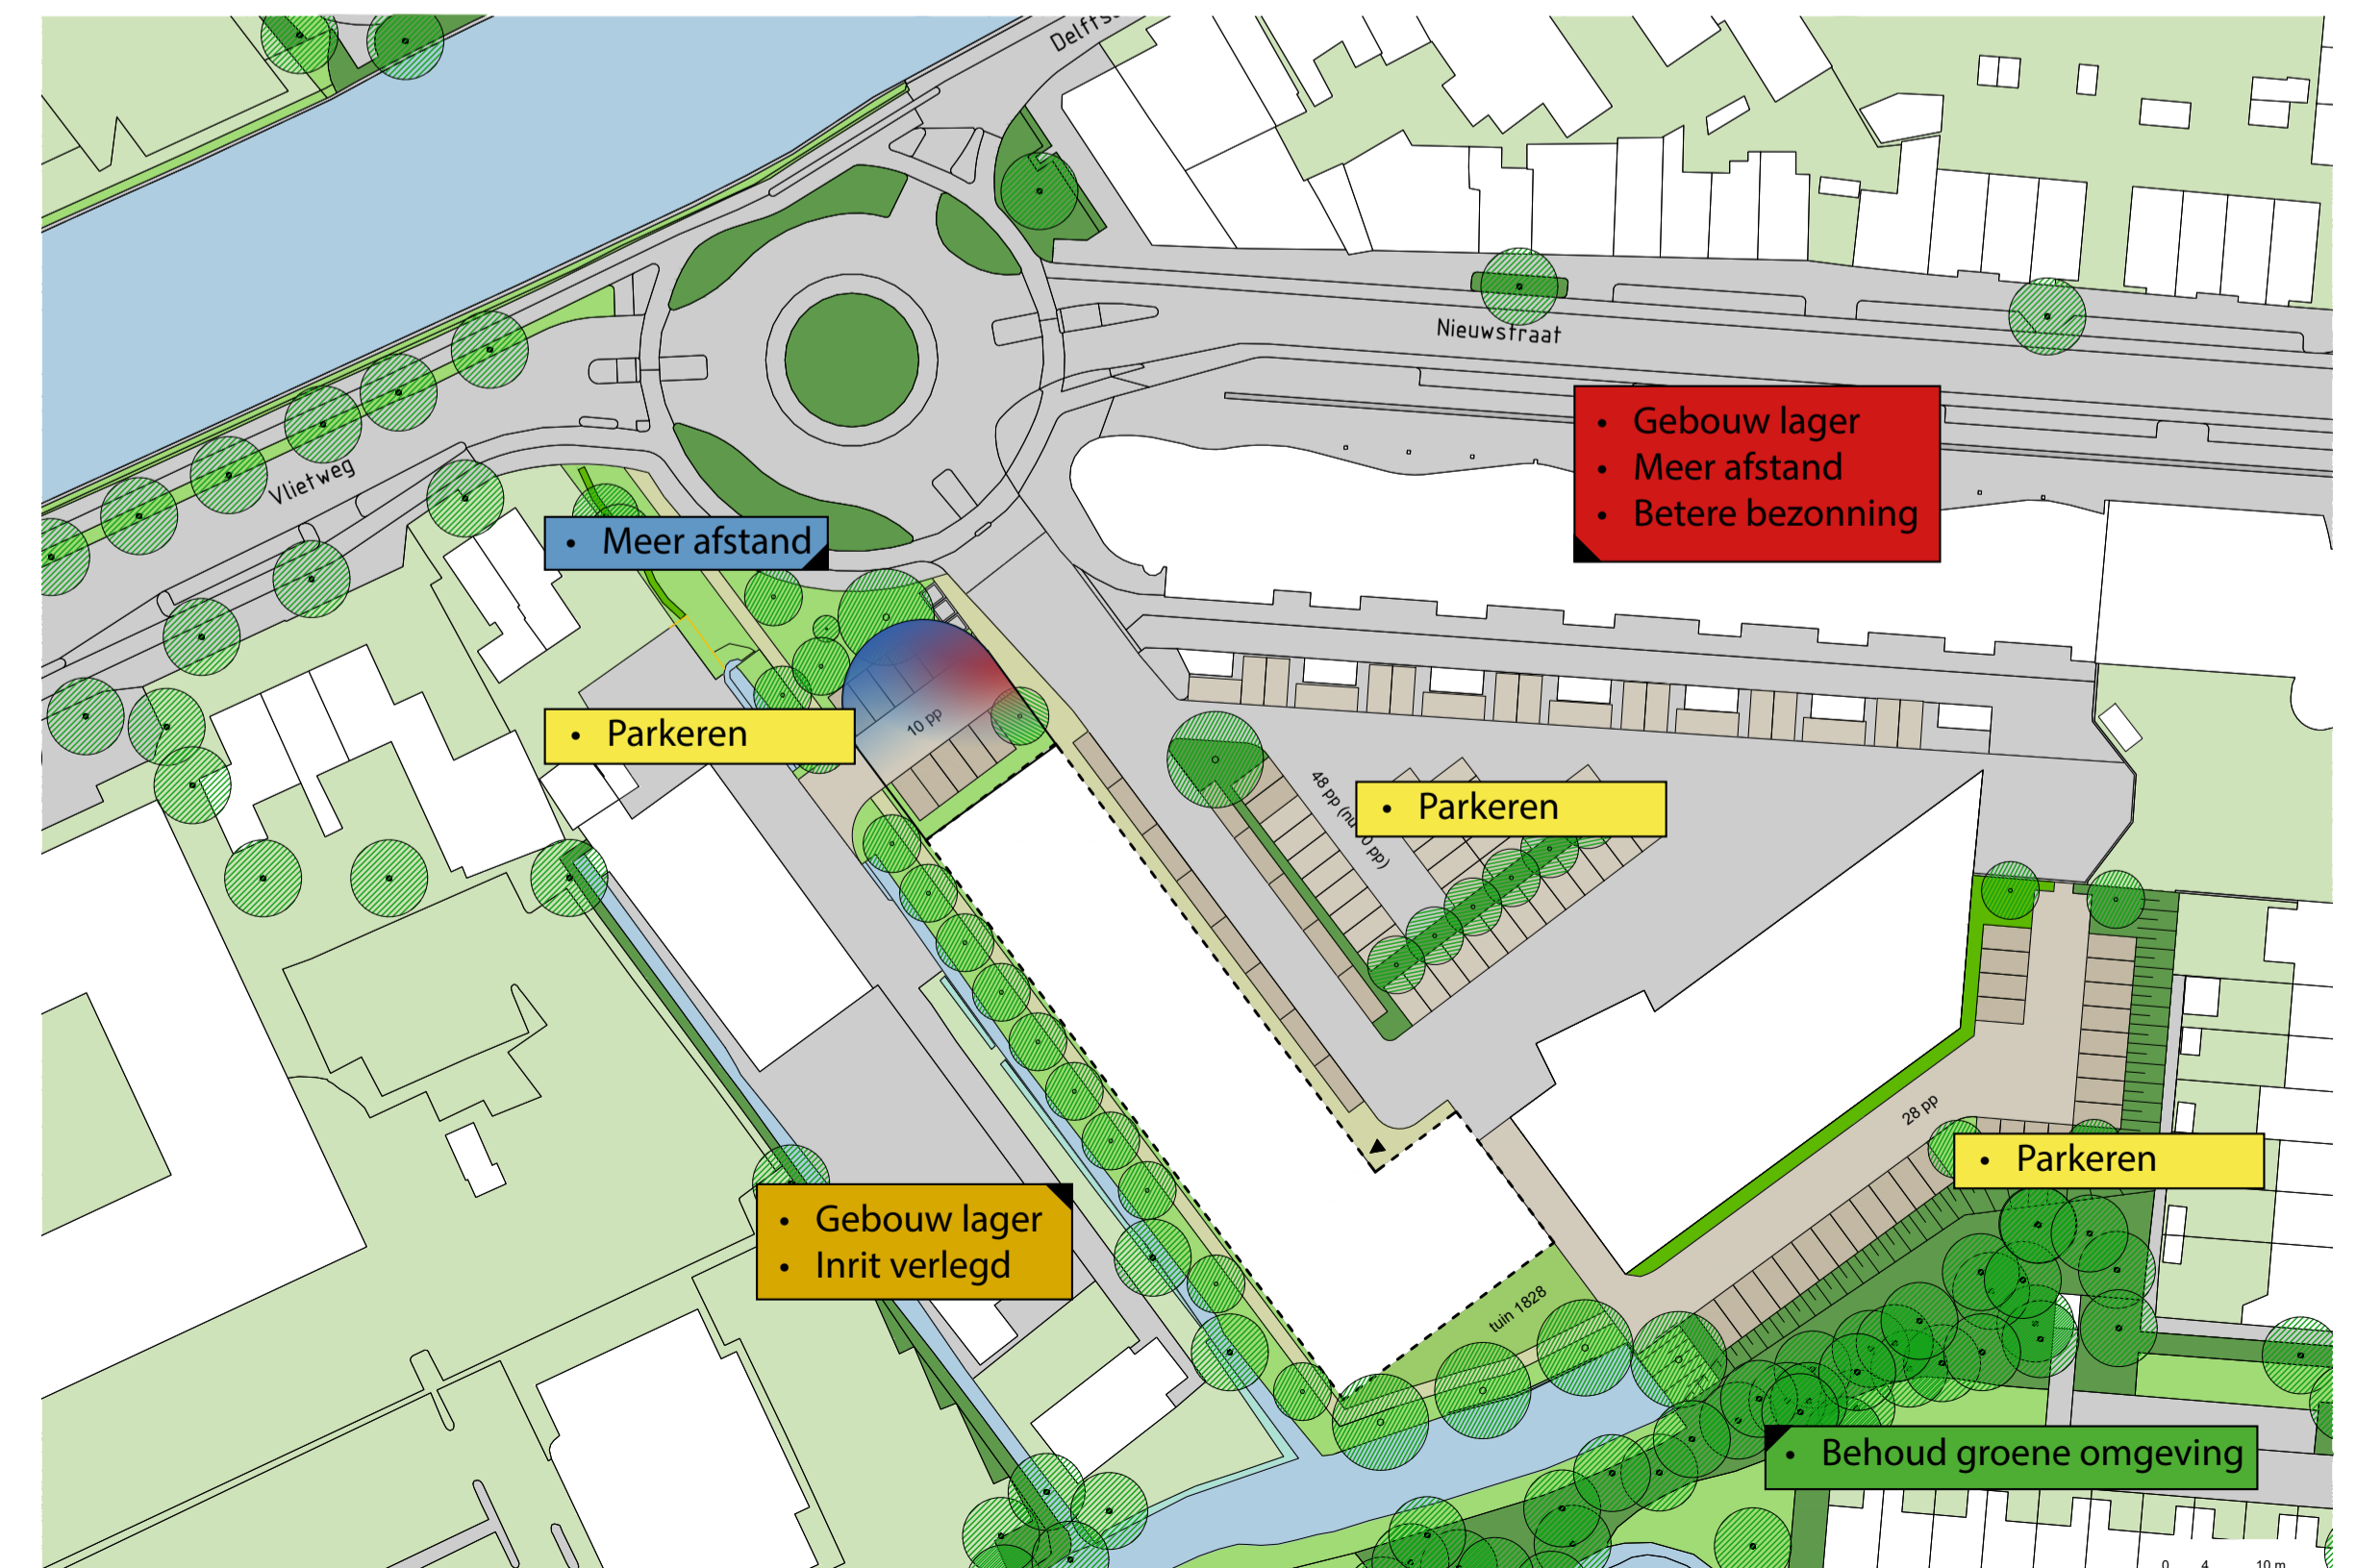 Nieuwstraat
• Gebouw lager
• Meer afstand
• Betere bezonning
Vlietweg
• Meer afstand
10 pp
• Parkeren
48 pp
• Parkeren
28 pp
• Parkeren
• Gebouw lager
• Inrit verlegd
tuin 1828
• Behoud groene omgeving
0 4 10 m